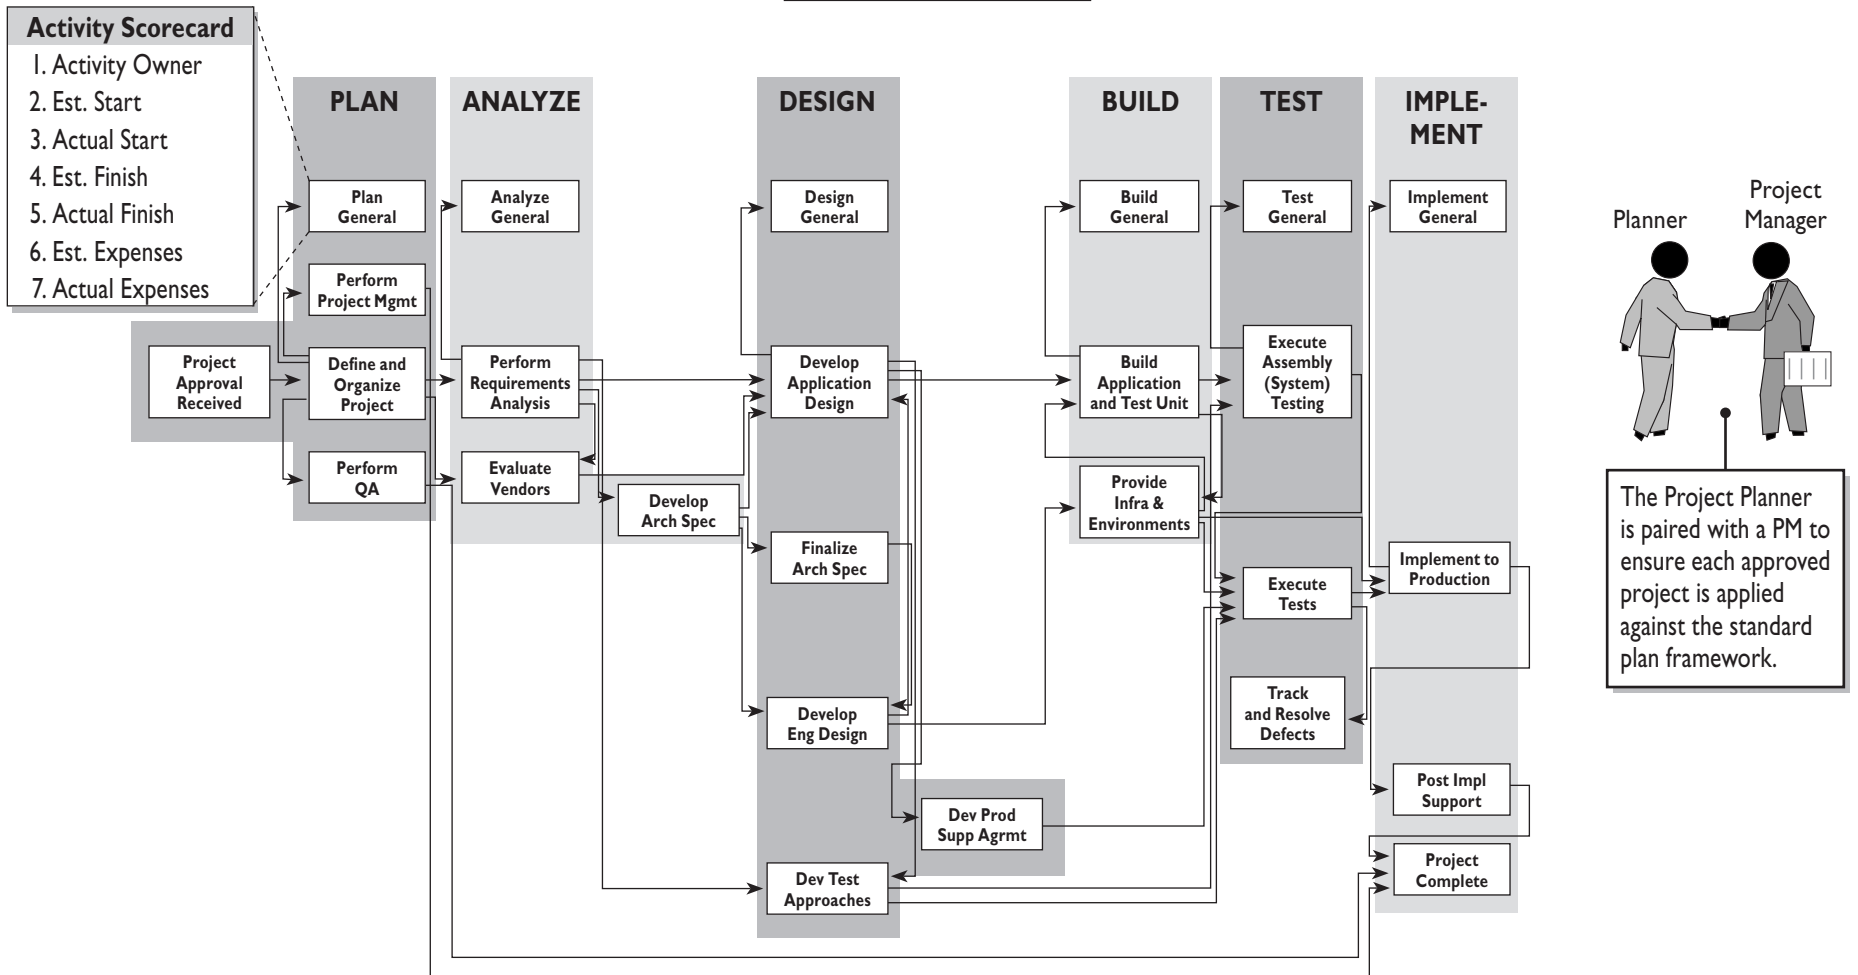 Activity Scorecard
1. Activity Owner
2. Est. Start
3. Actual Start
4. Est. Finish
5. Actual Finish
6. Est. Expenses
7. Actual Expenses
PLAN
Plan
General
Perform
Project Mgmt
Project
Approval
Received
Define and
Organize
Project
Perform
QA
ANALYZE
Analyze
General
Perform
Requirements
Analysis
Evaluate
Vendors
Develop
Arch Spec
DESIGN
Design
General
Develop
Application
Design
Finalize
Arch Spec
Develop
Eng Design
Dev Prod
Supp Agrmt
Dev Test
Approaches
BUILD
Build
General
Build
Application
and Test Unit
Provide
Infra &
Environments
TEST
Test
General
Execute
Assembly
(System)
Testing
Execute
Tests
Track
and Resolve
Defects
IMPLE-
MENT
Implement
General
Implement to
Production
Post Impl
Support
Project
Complete
Planner
Project
Manager
The Project Planner
is paired with a PM to
ensure each approved
project is applied
against the standard
plan framework.